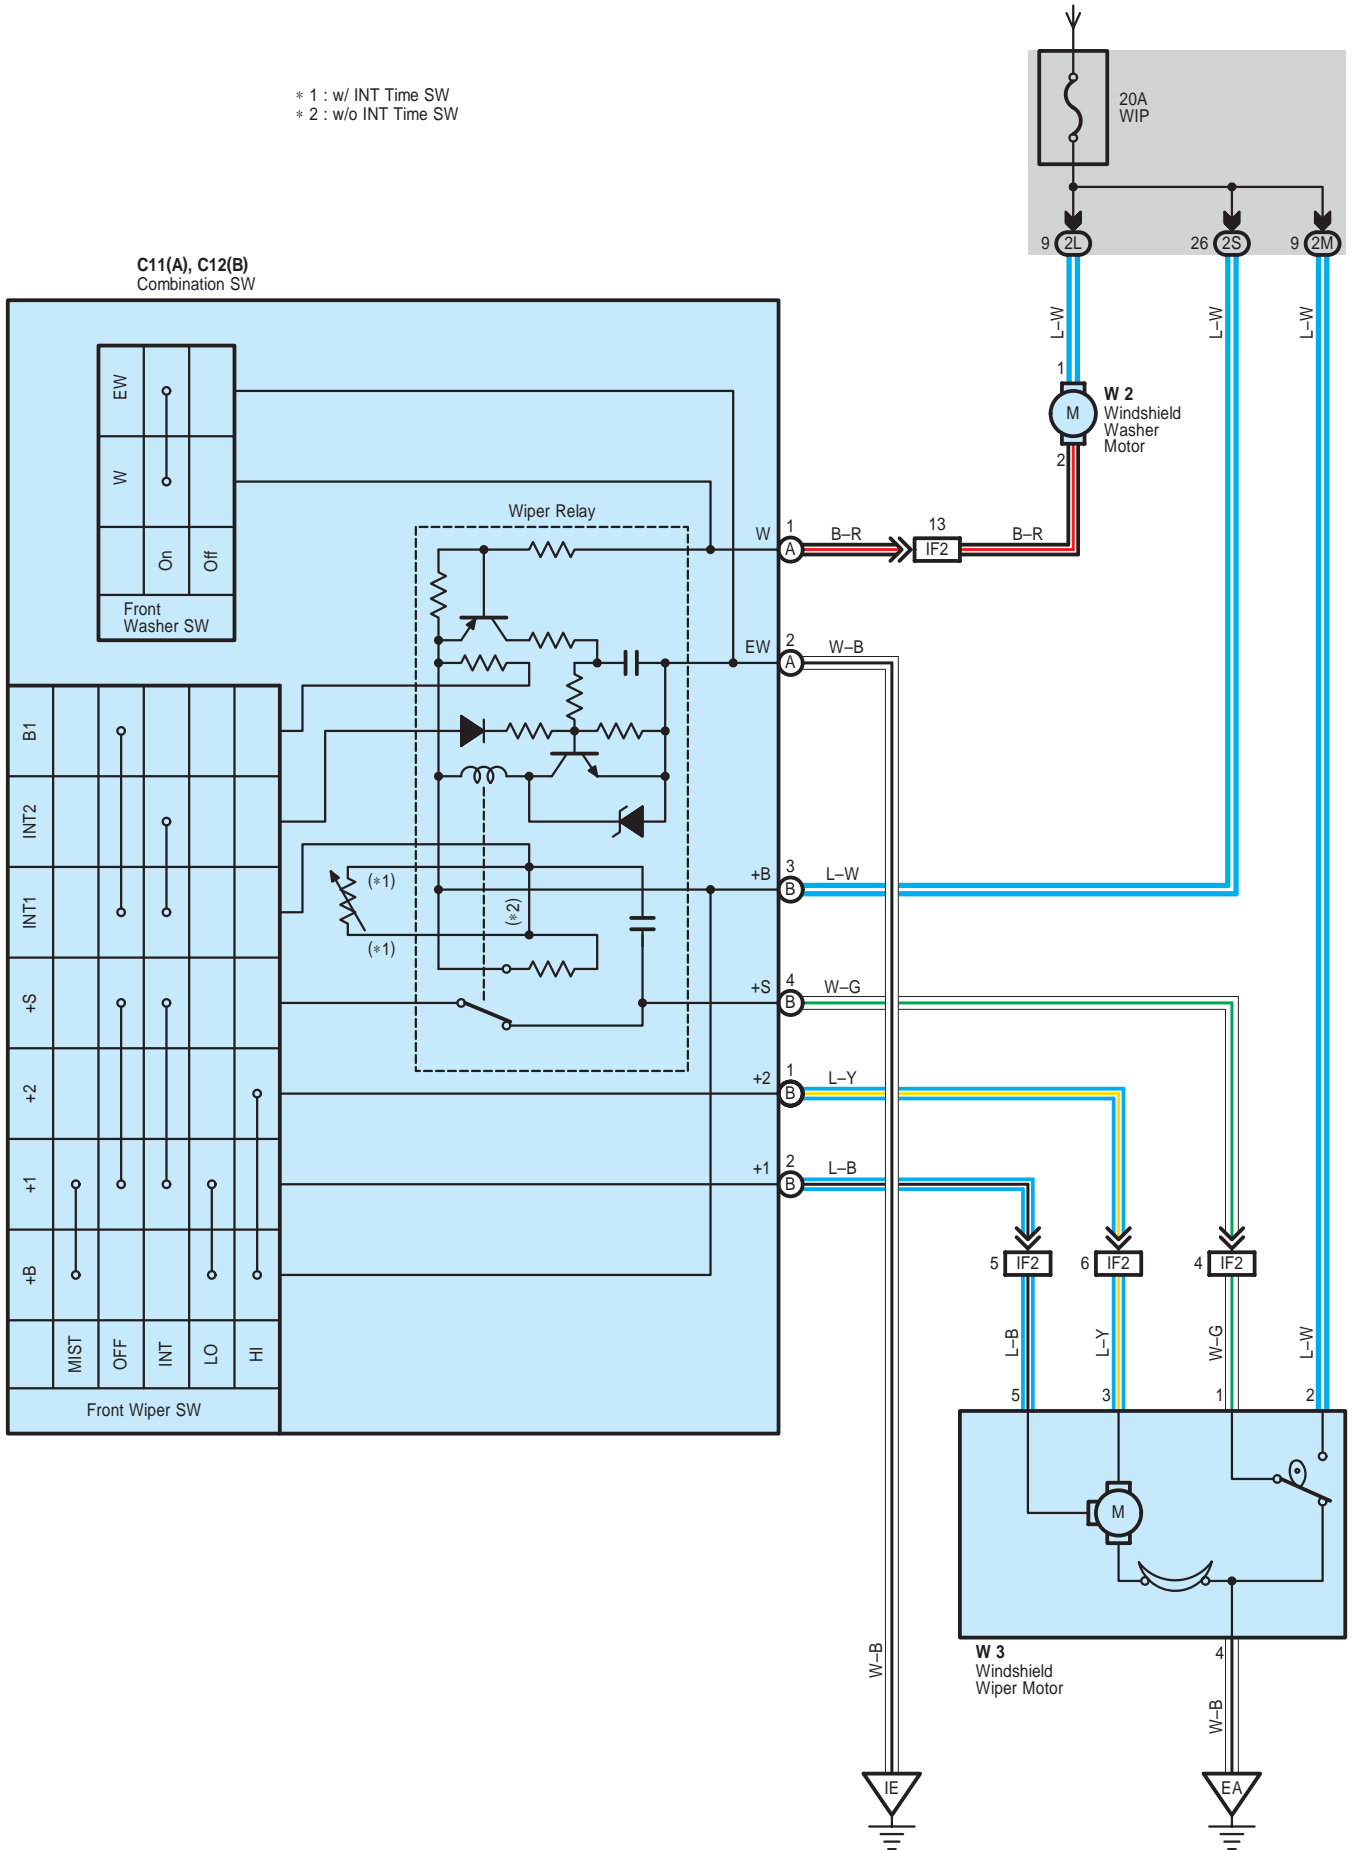 * 1 : w/ INT Time SW
* 2 : w/o INT Time SW
20A
WIP
9 2L
26 2S
9 2M
C11(A), C12(B)
Combination SW
L–W
L–W
L–W
1
W 2
Windshield
Washer
Motor
M
2
EW
W
On
Off
Front
Washer SW
Wiper Relay
W
1
A
B–R
13
IF2
B–R
EW
2
A
W–B
B1
INT2
INT1
+S
+2
+1
+B
MIST
OFF
INT
LO
HI
Front Wiper SW
(*1)
(*2)
(*1)
+B
3
B
L–W
+S
4
B
W–G
+2
1
B
L–Y
+1
2
B
L–B
5 IF2
6 IF2
4 IF2
L–B
L–Y
W–G
L–W
5
3
1
2
M
W 3
Windshield
Wiper Motor
4
W–B
W–B
IE
EA